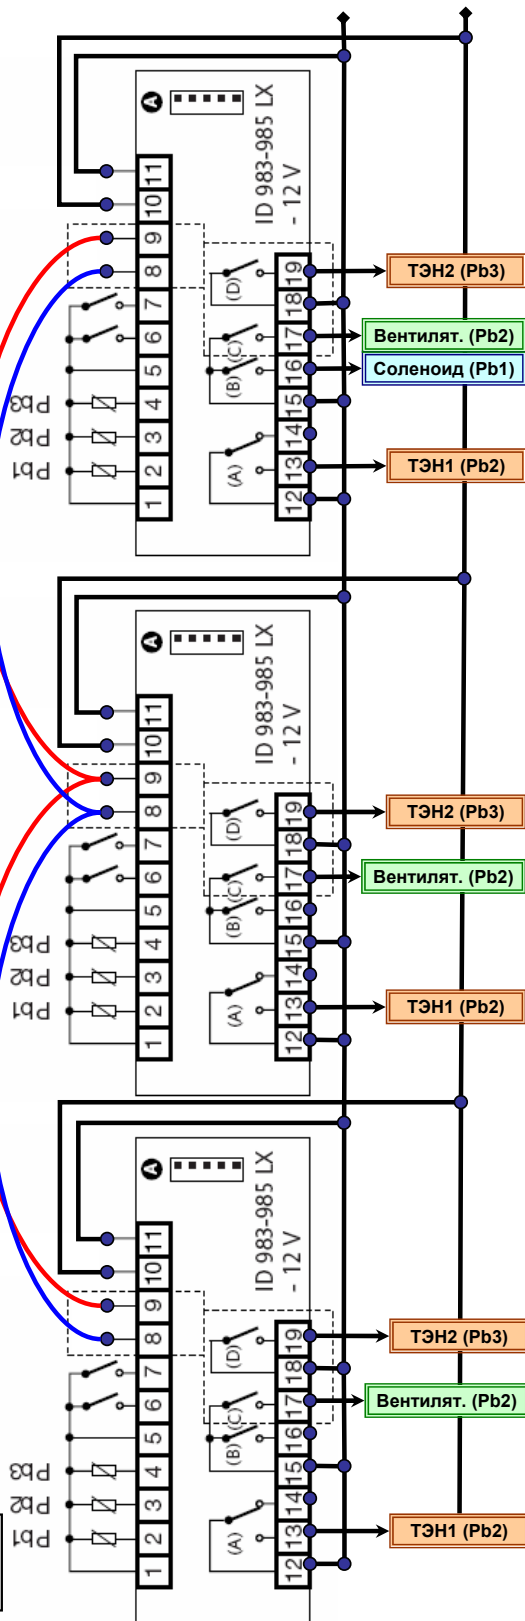 A
ID 983-985 LX
- 12 V
11
10
9
8
7
6
5
4
3
2
1
Pb3
Pb2
Pb1
(D)
(C)
(B)
(A)
19
18
17
16
15
14
13
12
ТЭН2 (Pb3)
Вентилят. (Pb2)
Соленоид (Pb1)
ТЭН1 (Pb2)
A
ID 983-985 LX
- 12 V
11
10
9
8
7
6
5
4
3
2
1
Pb3
Pb2
Pb1
(D)
(C)
(B)
(A)
19
18
17
16
15
14
13
12
ТЭН2 (Pb3)
Вентилят. (Pb2)
ТЭН1 (Pb2)
A
ID 983-985 LX
- 12 V
11
10
9
8
7
6
5
4
3
2
1
Pb3
Pb2
Pb1
(D)
(C)
(B)
(A)
19
18
17
16
15
14
13
12
ТЭН2 (Pb3)
Вентилят. (Pb2)
ТЭН1 (Pb2)